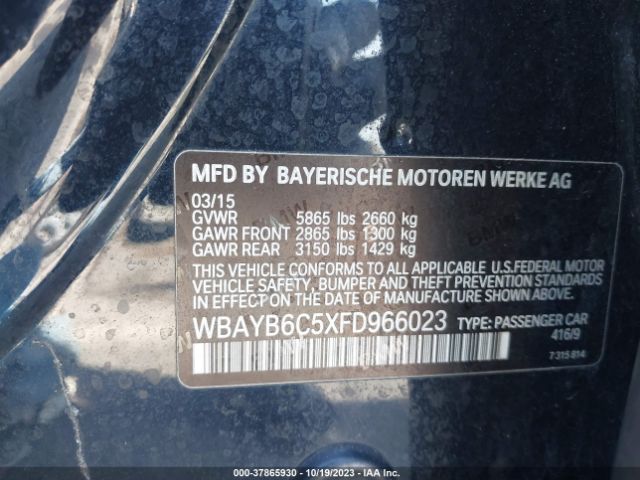 MFD BY BAYERISCHE MOTOREN WERKE AG
03/15
GVWR 5865 lbs 2660 kg
GAWR FRONT 2865 lbs 1300 kg
GAWR REAR 3150 lbs 1429 kg
THIS VEHICLE CONFORMS TO ALL APPLICABLE U.S.FEDERAL MOTOR
VEHICLE SAFETY, BUMPER AND THEFT PREVENTION STANDARDS
IN EFFECT ON THE DATE OF MANUFACTURE SHOWN ABOVE.
WBAYB6C5XFD966023 TYPE: PASSENGER CAR
416/9
7 315 814
000-37865930 - 10/19/2023 - IAA Inc.